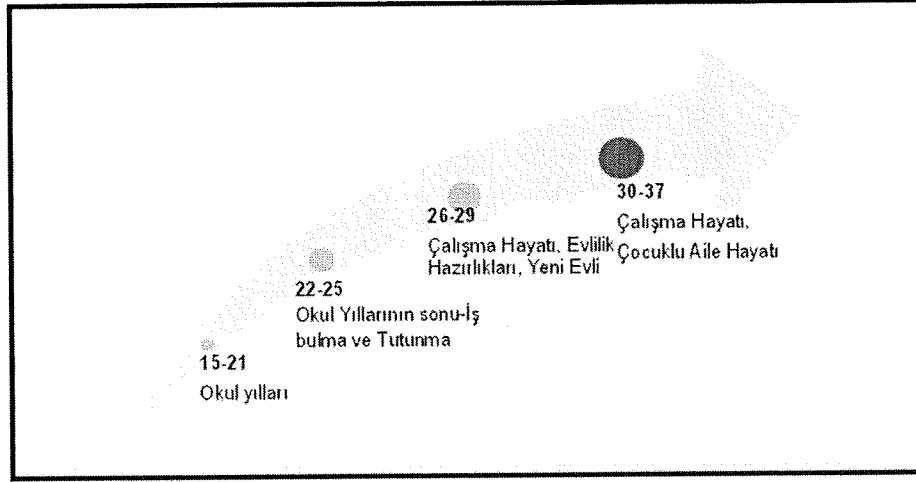 15-21
Okul yılları
22-25
Okul Yıllarının sonu-İş
bulma ve Tutunma
26-29
Çalışma Hayatı, Evlilik
Hazırlıkları, Yeni Evli
30-37
Çalışma Hayatı,
Çocuklu Aile Hayatı